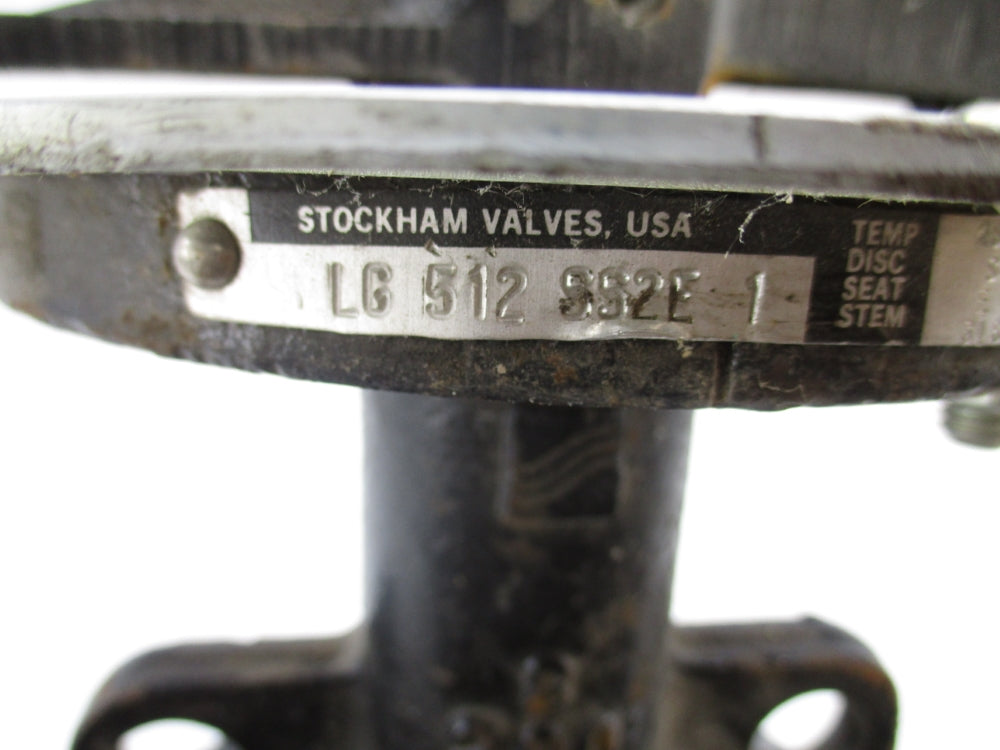 STOCKHAM VALVES, USA
LG 512 SS2E 1
TEMP
DISC
SEAT
STEM